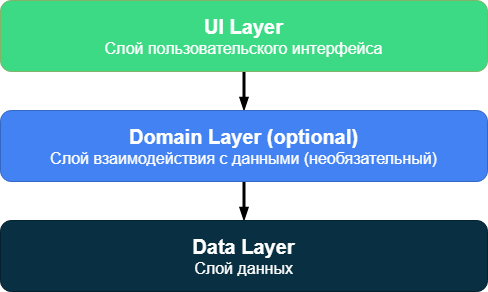 UI Layer
Слой пользовательского интерфейса
Domain Layer (optional)
Слой взаимодействия с данными (необязательный)
Data Layer
Слой данных